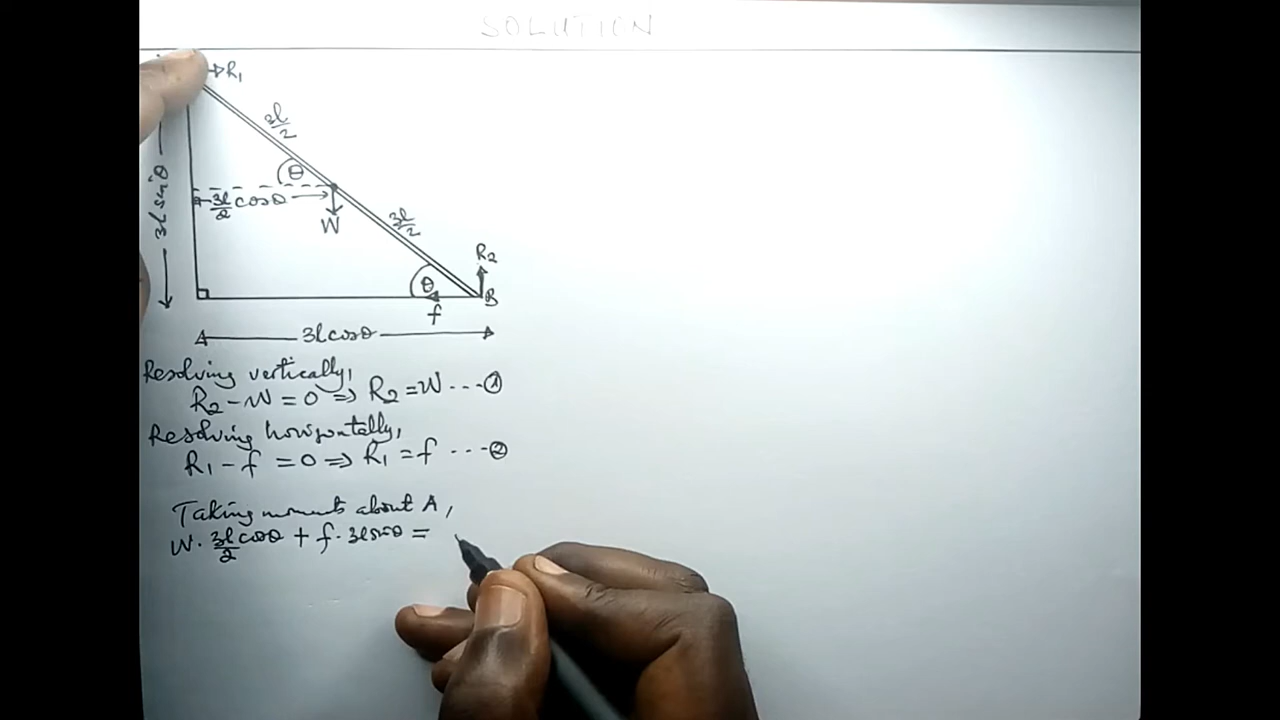 SOLUTION
R₁
3l/2
θ
3l sinθ
3l/2 cosθ
W
3l/2
R₂
θ
B
f
3l cosθ
Resolving vertically,
R₂ - W = 0 => R₂ = W ---①
Resolving horizontally,
R₁ - f = 0 => R₁ = f ---②
Taking moments about A,
W · 3l/2 cosθ + f · 3l sinθ =